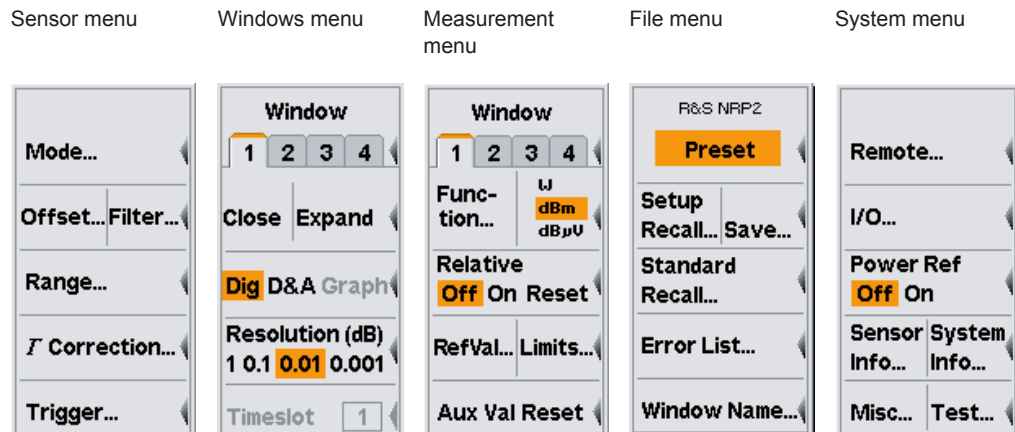 Sensor menu
Windows menu
Measurement
menu
File menu
System menu
Mode...
Offset... Filter...
Range...
Γ Correction...
Trigger...
Window
1 2 3 4
Close Expand
Dig D&A Graph
Resolution (dB)
1 0.1 0.01 0.001
Timeslot 1
Window
1 2 3 4
Func-
tion...
W
dBm
dBµV
Relative
Off On Reset
RefVal... Limits...
Aux Val Reset
R&S NRP2
Preset
Setup
Recall... Save...
Standard
Recall...
Error List...
Window Name...
Remote...
I/O...
Power Ref
Off On
Sensor System
Info... Info...
Misc... Test...